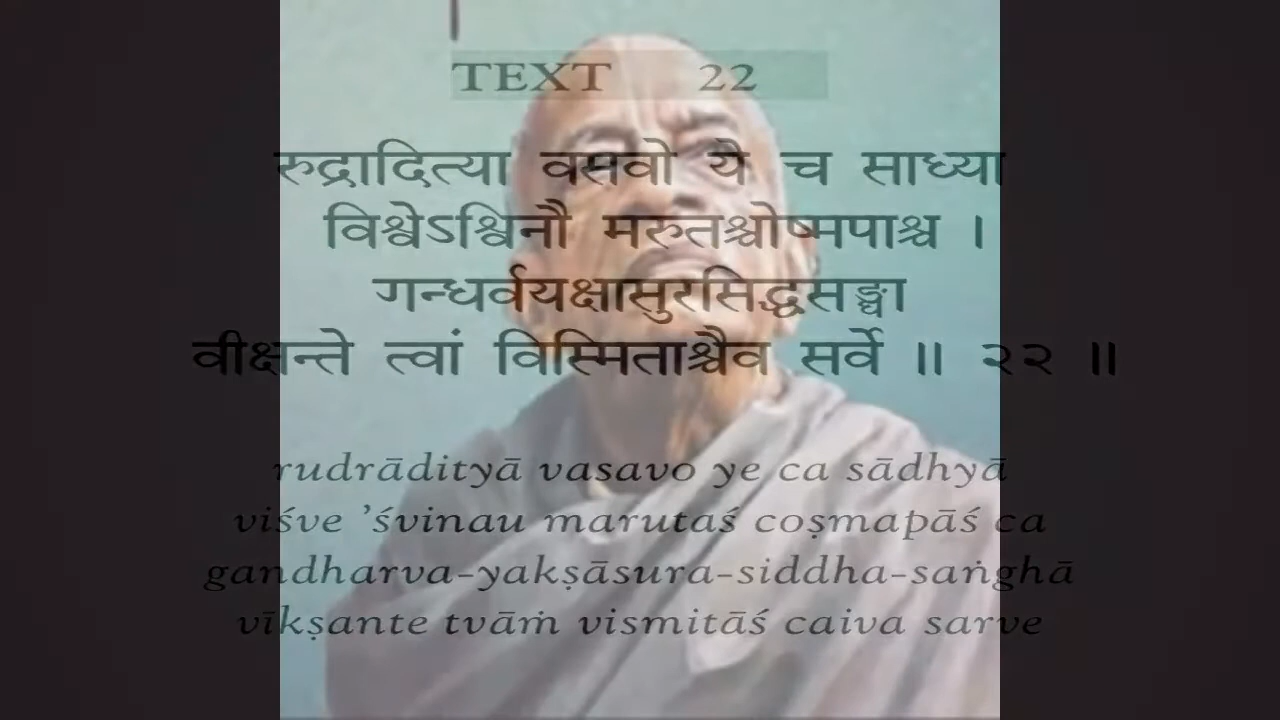 TEXT 22
रुद्रादित्या वसवो ये च साध्या
विश्वेऽश्विनौ मरुतश्चोष्मपाश्च ।
गन्धर्वयक्षासुरसिद्धसङ्घा
वीक्षन्ते त्वां विस्मिताश्चैव सर्वे ॥ २२ ॥
rudrādityā vasavo ye ca sādhyā
viśve ’śvinau marutaś coṣmapāś ca
gandharva-yakṣāsura-siddha-saṅghā
vīkṣante tvāṁ vismitāś caiva sarve